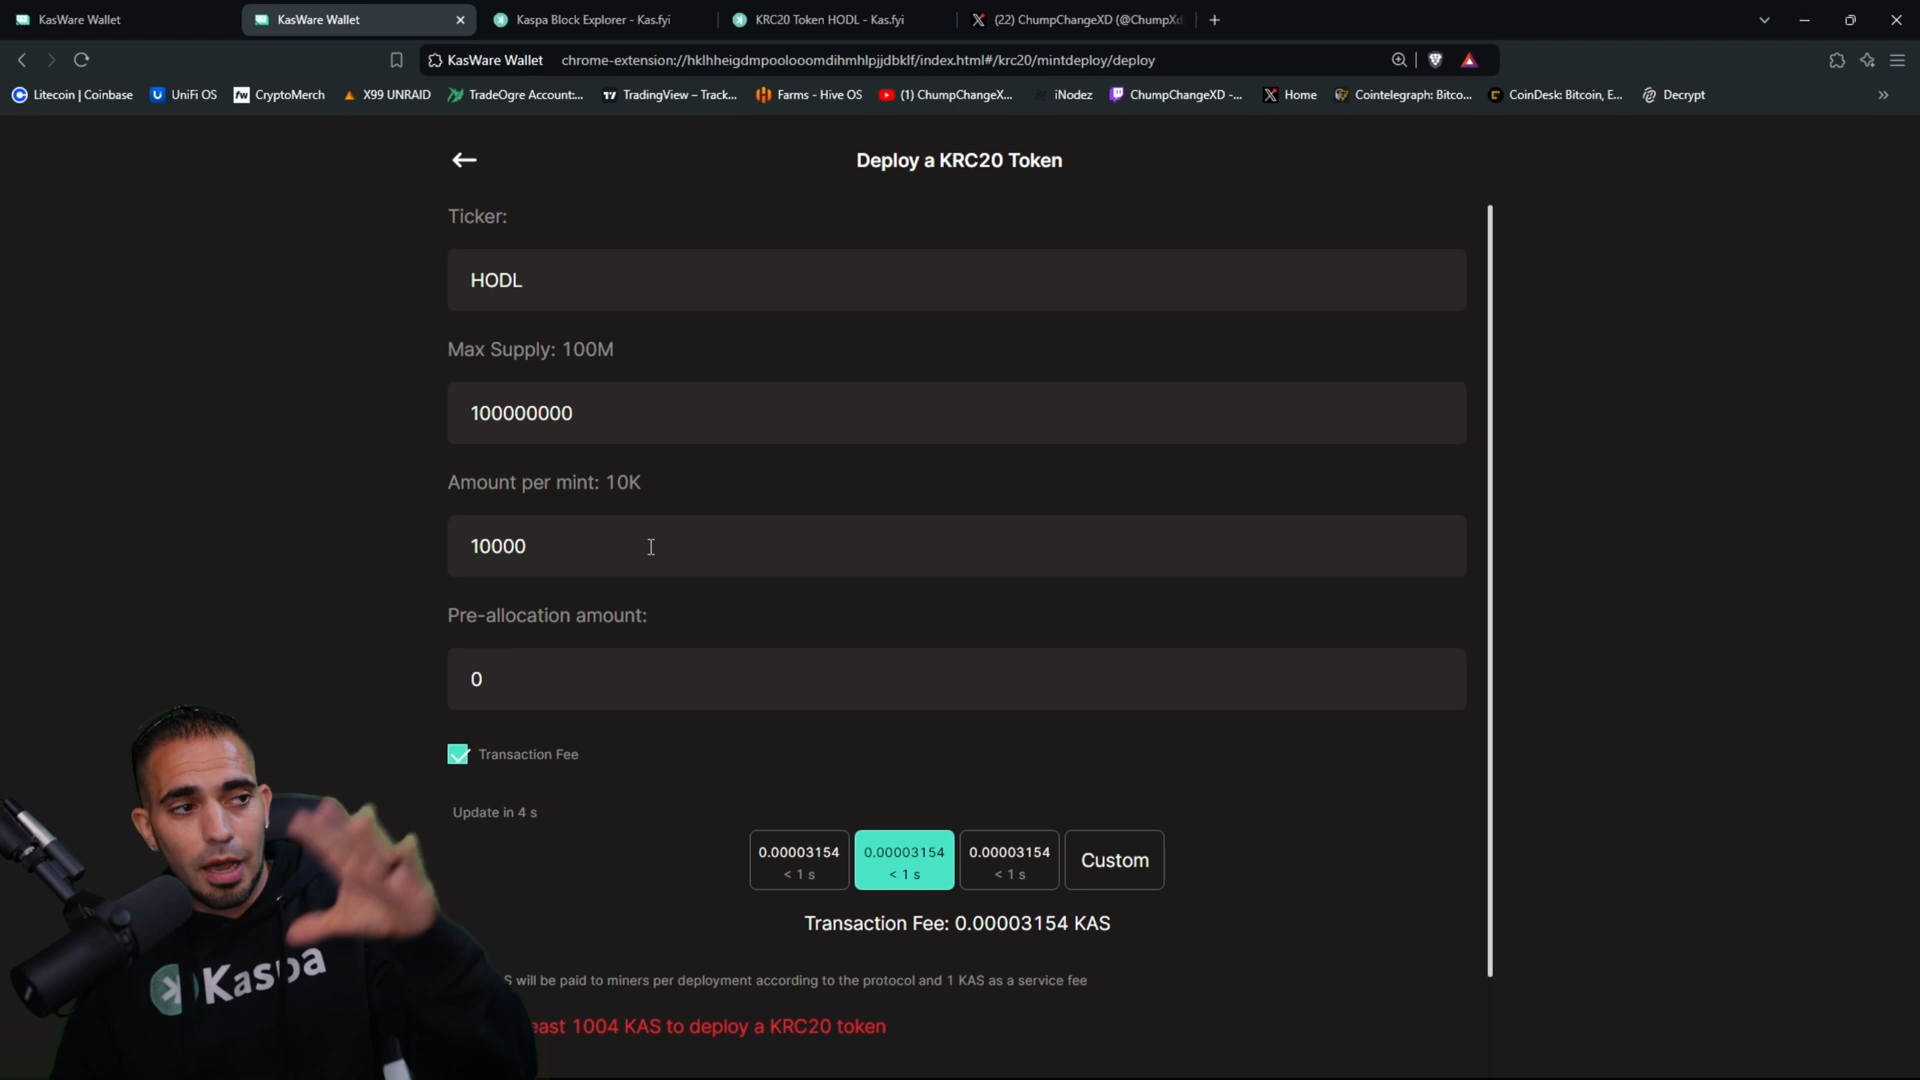 KasWare Wallet
KasWare Wallet
Kaspa Block Explorer - Kas.fyi
KRC20 Token HODL - Kas.fyi
(22) ChumpChangeXD (@ChumpXd
KasWare Wallet chrome-extension://hklhheigdmpoolooomdihmhlpjjdbklf/index.html#/krc20/mintdeploy/deploy
Litecoin | Coinbase
UniFi OS
CryptoMerch
X99 UNRAID
TradeOgre Account:...
TradingView – Track...
Farms - Hive OS
(1) ChumpChangeX...
iNodez
ChumpChangeXD -...
Home
Cointelegraph: Bitco...
CoinDesk: Bitcoin, E...
Decrypt
Deploy a KRC20 Token
Ticker:
HODL
Max Supply: 100M
100000000
Amount per mint: 10K
10000
Pre-allocation amount:
0
Transaction Fee
Update in 4 s
0.00003154
< 1 s
0.00003154
< 1 s
0.00003154
< 1 s
Custom
Transaction Fee: 0.00003154 KAS
S will be paid to miners per deployment according to the protocol and 1 KAS as a service fee
east 1004 KAS to deploy a KRC20 token
Kaspa